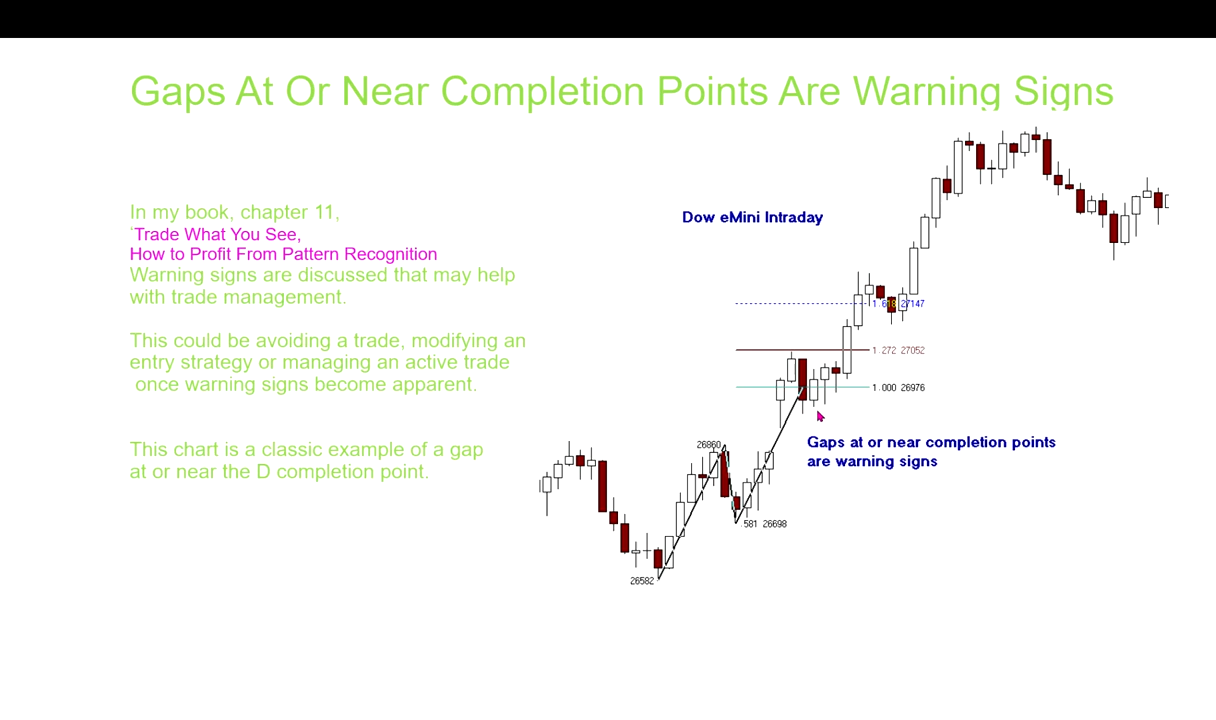 Gaps At Or Near Completion Points Are Warning Signs
In my book, chapter 11,
‘Trade What You See,
How to Profit From Pattern Recognition
Warning signs are discussed that may help
with trade management.
This could be avoiding a trade, modifying an
entry strategy or managing an active trade
once warning signs become apparent.
This chart is a classic example of a gap
at or near the D completion point.
Dow eMini Intraday
1.618 27147
1.272 27052
1.000 26976
Gaps at or near completion points
are warning signs
26860
.581 26698
26582